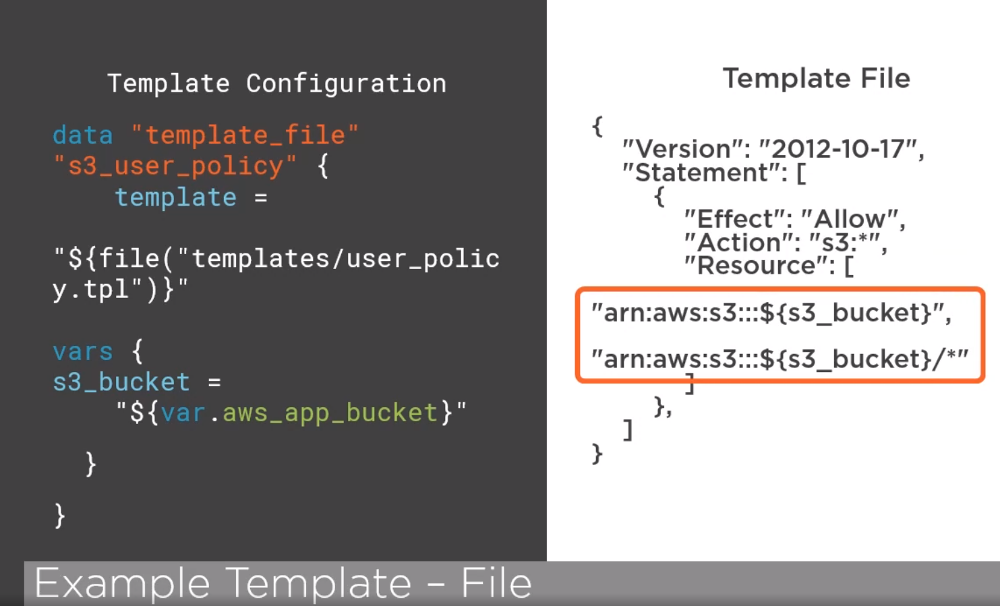 Template Configuration
data "template_file"
"s3_user_policy" {
template =
"${file("templates/user_polic
y.tpl")}"
vars {
s3_bucket =
"${var.aws_app_bucket}"
}
}
Template File
{
"Version": "2012-10-17",
"Statement": [
{
"Effect": "Allow",
"Action": "s3:*",
"Resource": [
"arn:aws:s3:::${s3_bucket}",
"arn:aws:s3:::${s3_bucket}/*"
]
},
]
}
Example Template – File